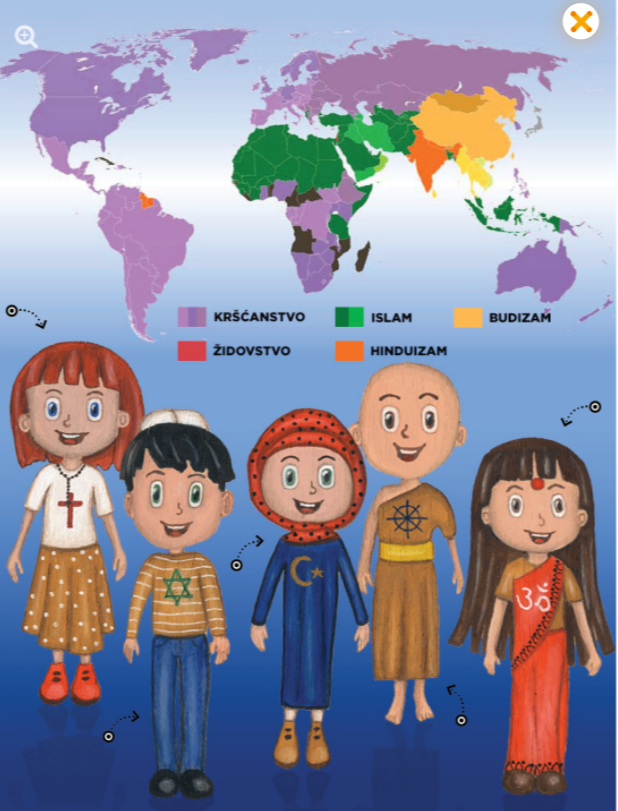 KRŠĆANSTVO
ISLAM
BUDIZAM
ŽIDOVSTVO
HINDUIZAM
ॐ